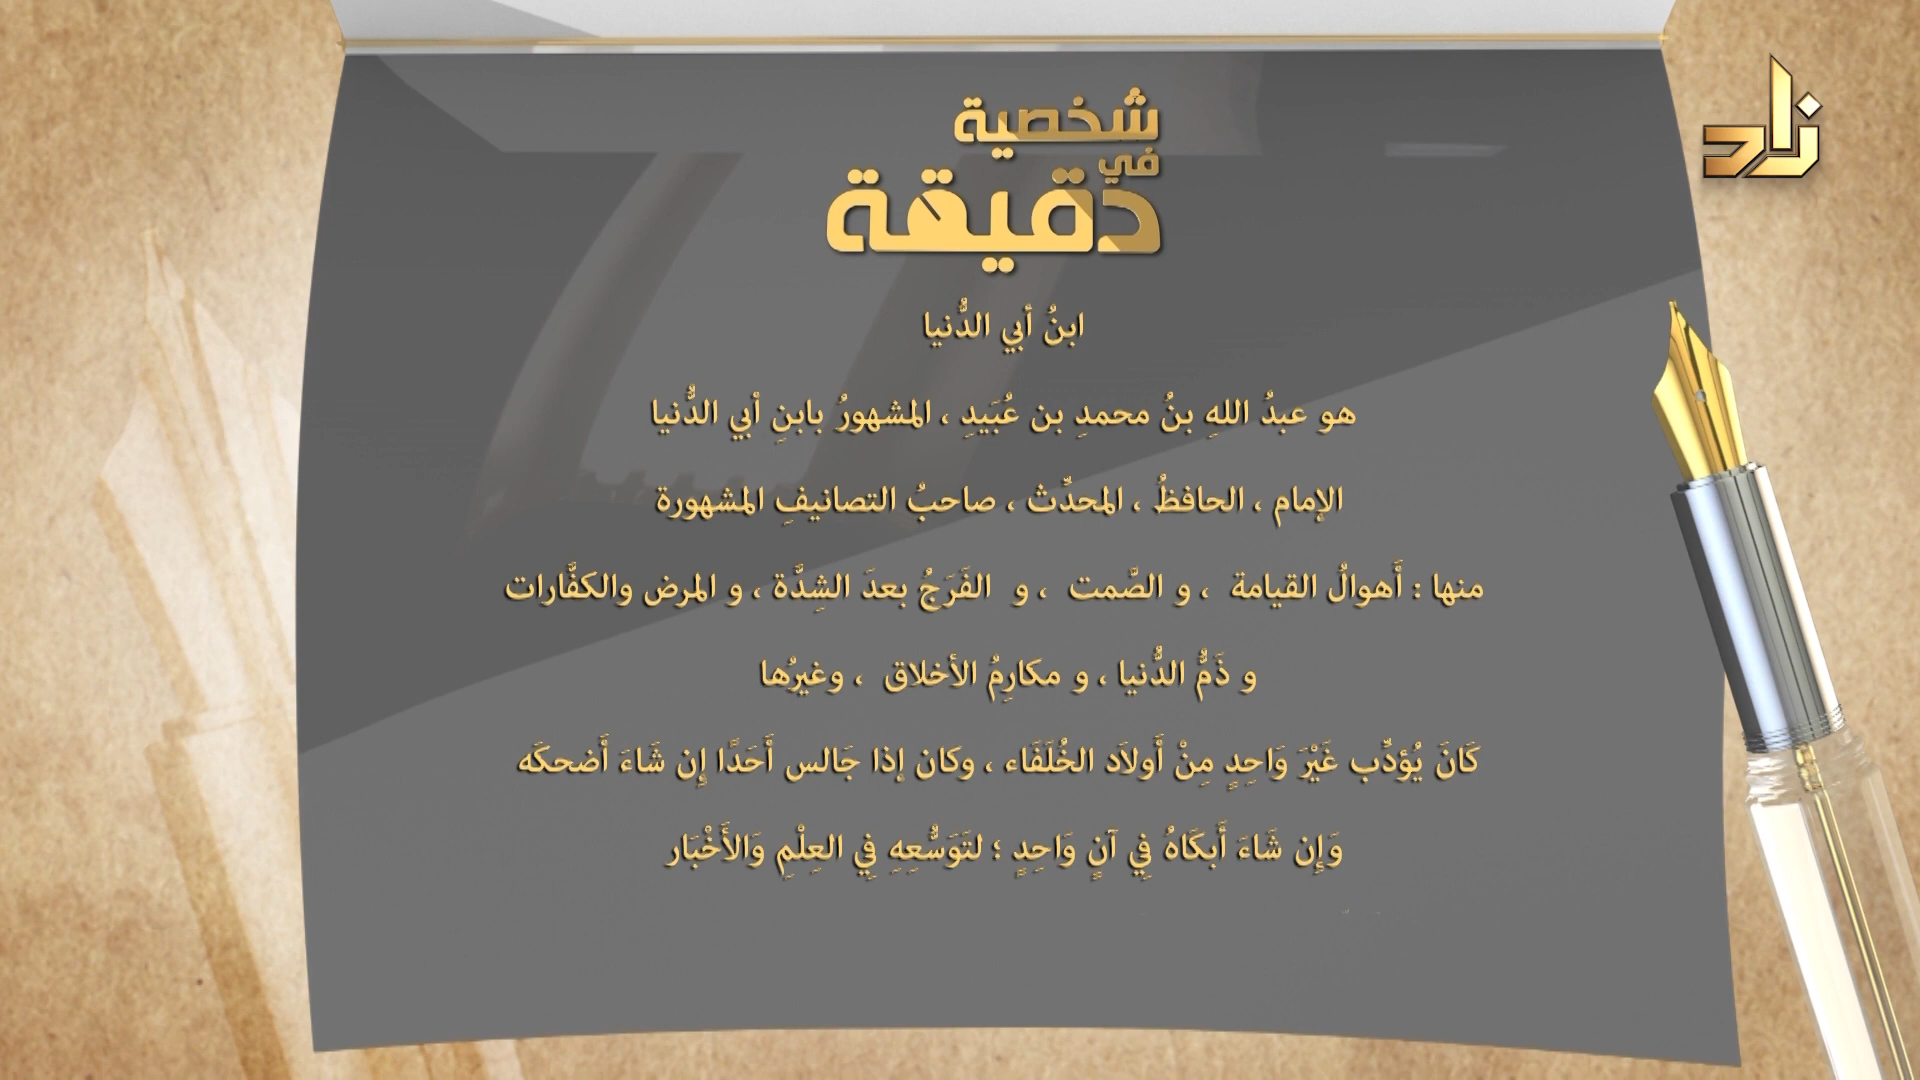 زاد
شخصية
في
دقيقة
ابنُ أبي الدُّنيا
هو عبدُ اللهِ بنُ محمدِ بن عُبَيدِ ، المشهورُ بابنِ أبي الدُّنيا
الإمام ، الحافظُ ، المحدِّث ، صاحبُ التصانيفِ المشهورة
منها : أَهوالُ القيامة ، و الصَّمت ، و الفَرَجُ بعدَ الشِدَّة ، و المرض والكفَّارات
و ذَمُّ الدُّنيا ، و مكارِمُ الأخلاق ، وغيرُها
كَانَ يُؤدِّب غَيْرَ وَاحِدٍ مِنْ أَولاَد الخُلَفَاء ، وكان إذا جَالس أَحَدًا إِن شَاءَ أَضحكَه
وَإِن شَاءَ أَبكَاهُ فِي آنٍ وَاحِدٍ ؛ لتَوَسُّعِهِ فِي العِلْمِ وَالأَخْبَار